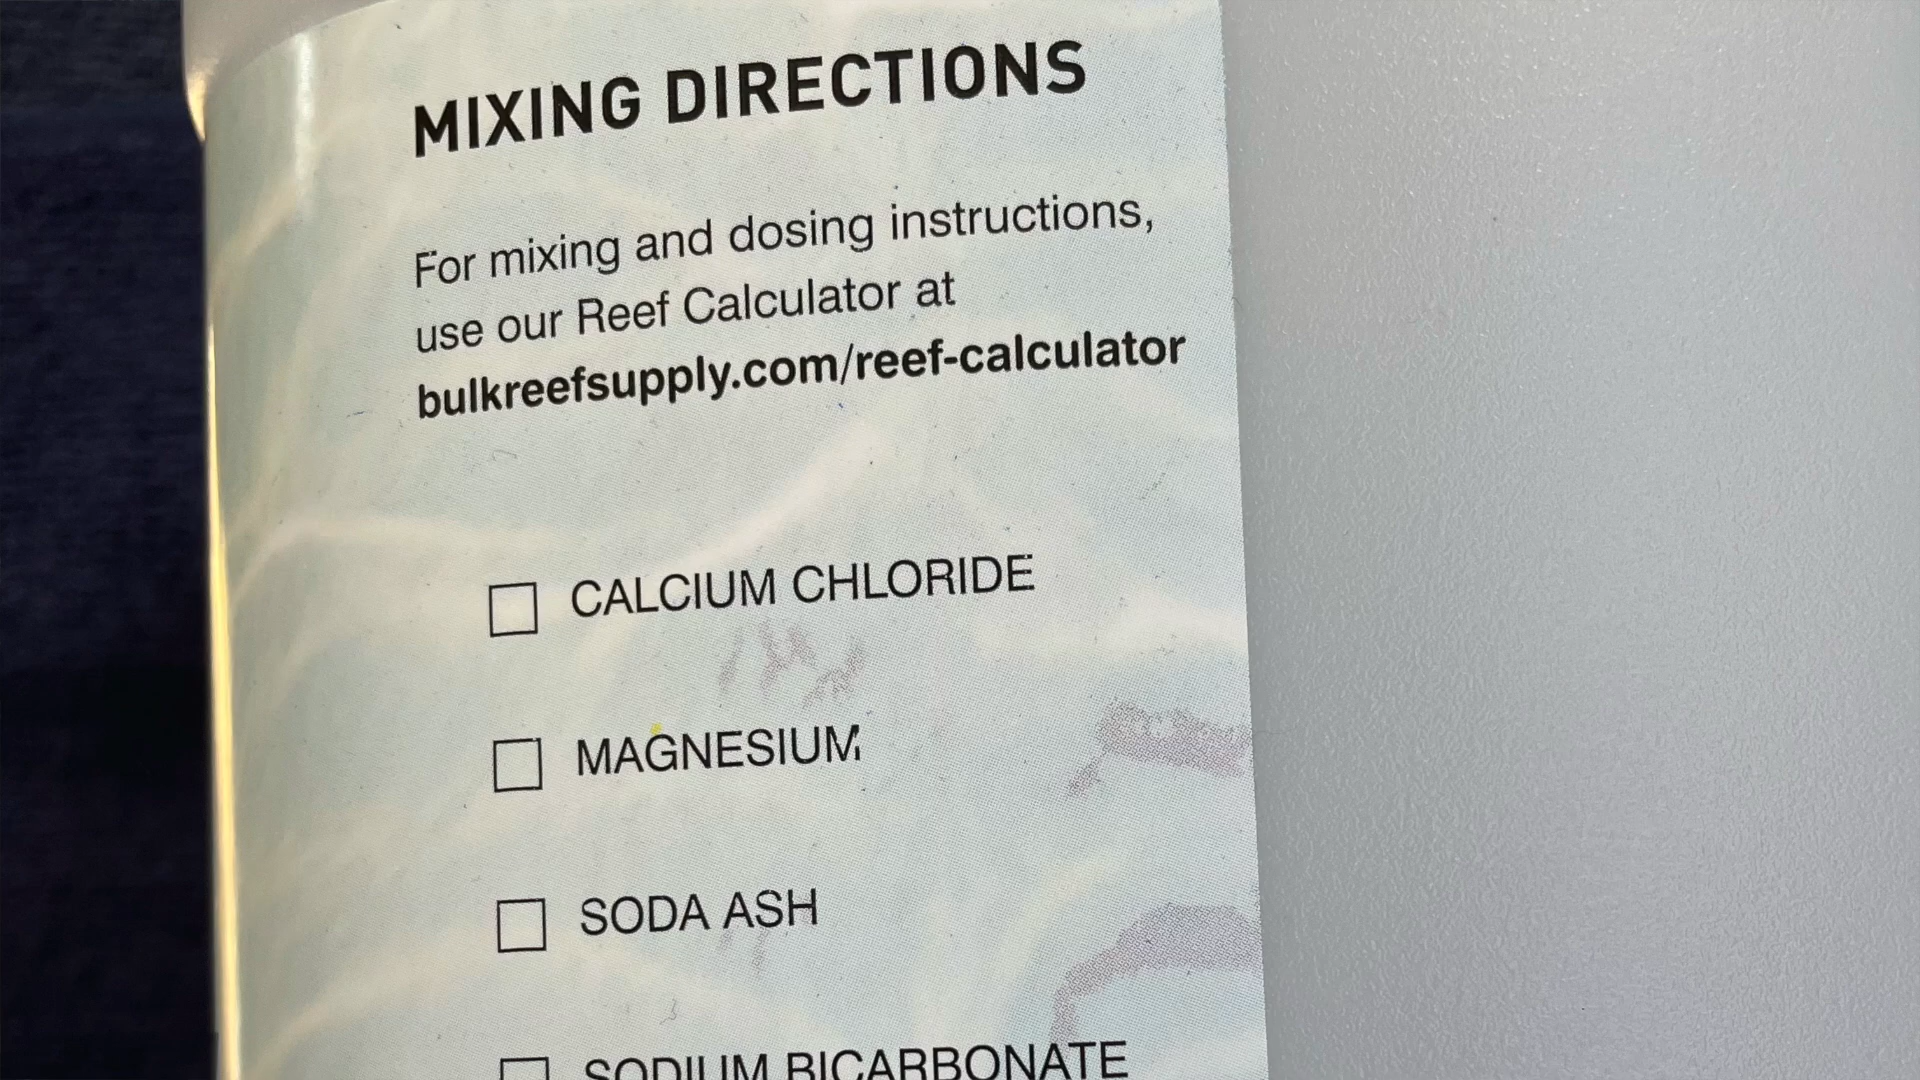 MIXING DIRECTIONS
For mixing and dosing instructions,
use our Reef Calculator at
bulkreefsupply.com/reef-calculator
CALCIUM CHLORIDE
MAGNESIUM
SODA ASH
SODIUM BICARBONATE